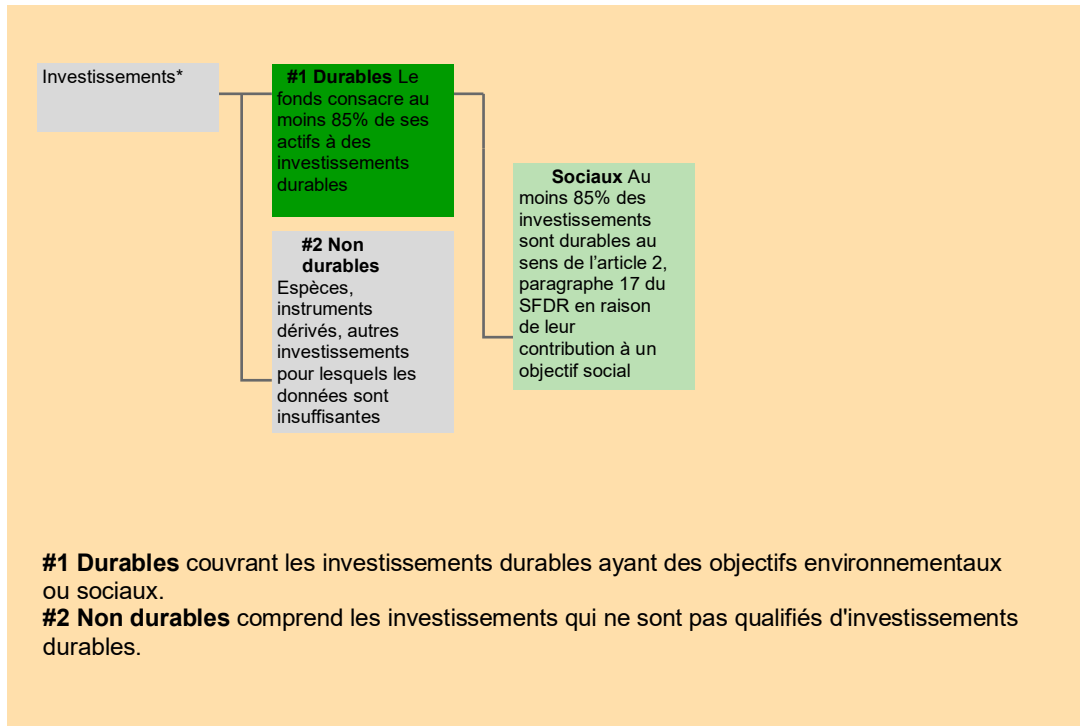 Investissements*
#1 Durables Le
fonds consacre au
moins 85% de ses
actifs à des
investissements
durables
#2 Non
durables
Espèces,
instruments
dérivés, autres
investissements
pour lesquels les
données sont
insuffisantes
Sociaux Au
moins 85% des
investissements
sont durables au
sens de l’article 2,
paragraphe 17 du
SFDR en raison
de leur
contribution à un
objectif social
#1 Durables couvrant les investissements durables ayant des objectifs environnementaux
ou sociaux.
#2 Non durables comprend les investissements qui ne sont pas qualifiés d'investissements
durables.